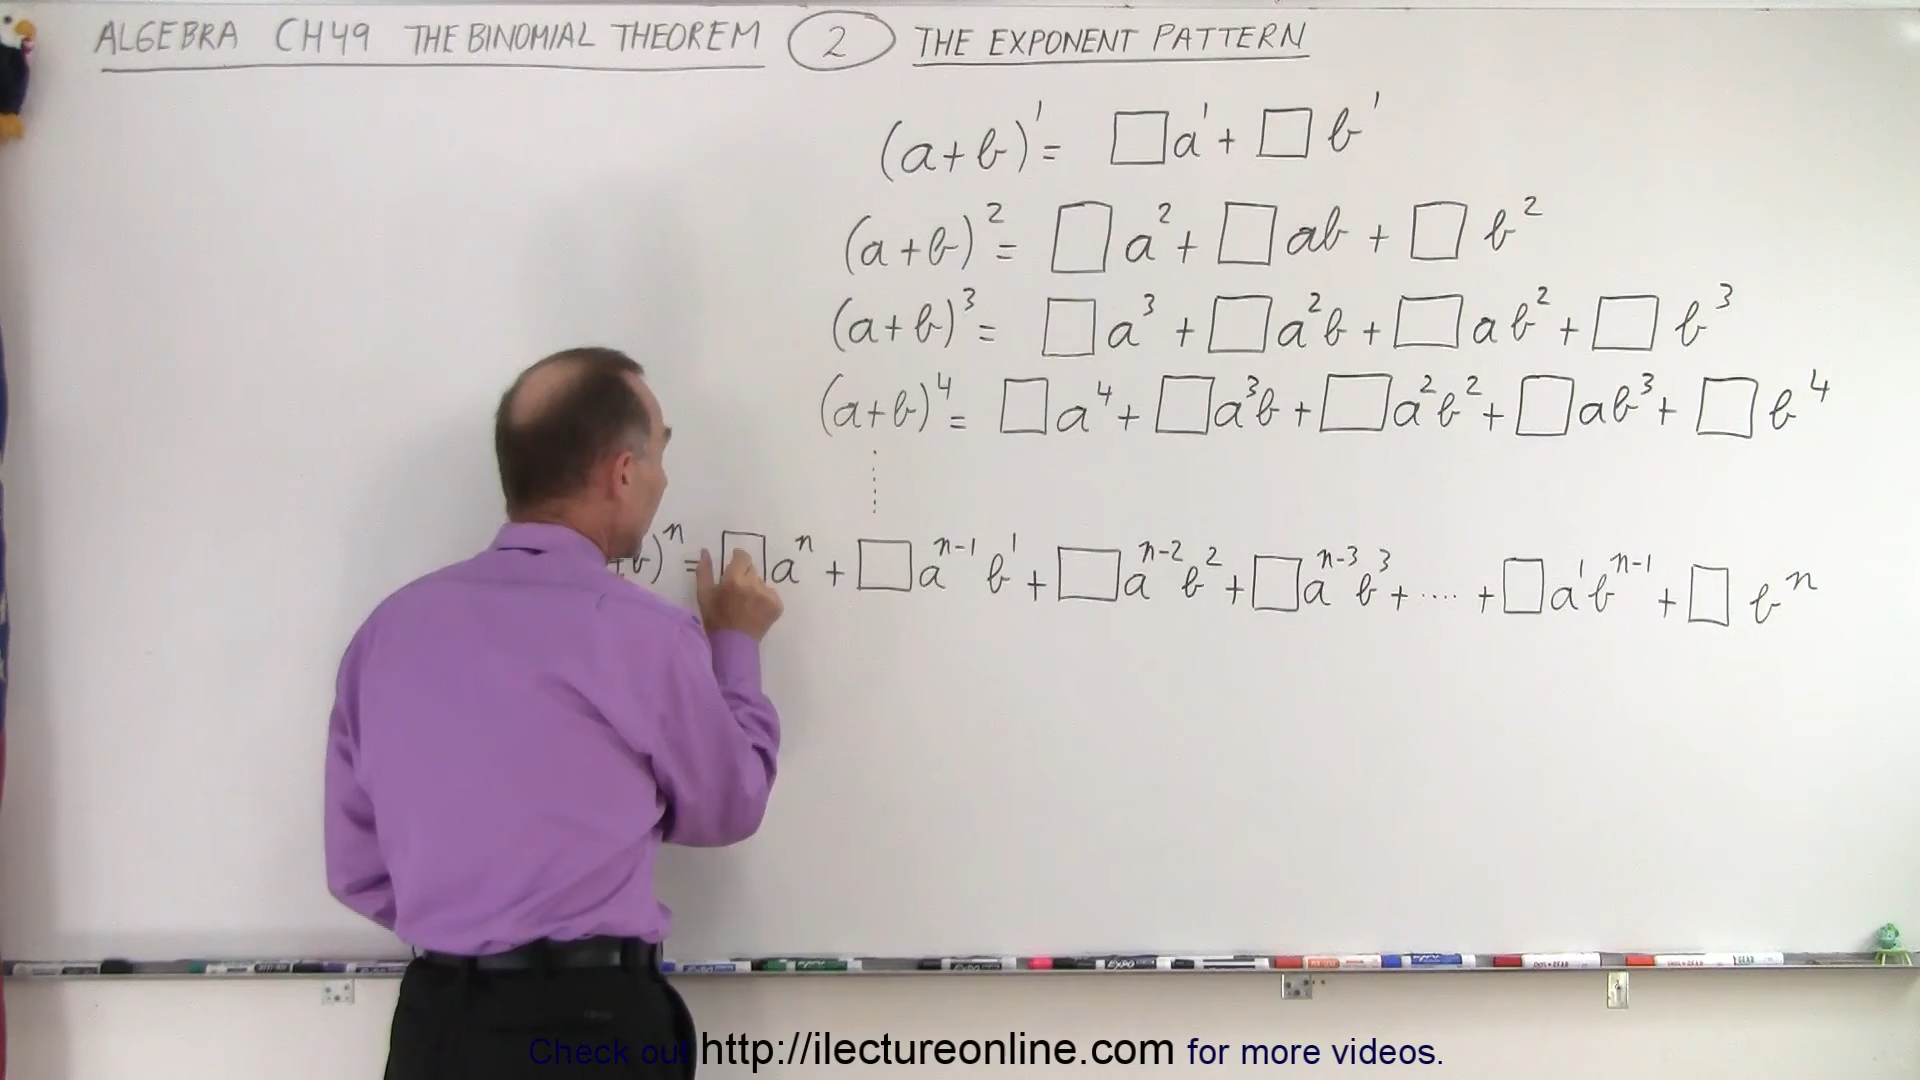 ALGEBRA CH49 THE BINOMIAL THEOREM 2 THE EXPONENT PATTERN
(a+b)¹ = □a¹ + □b¹
(a+b)² = □a² + □ab + □b²
(a+b)³ = □a³ + □a²b + □ab² + □b³
(a+b)⁴ = □a⁴ + □a³b + □a²b² + □ab³ + □b⁴
+b)ⁿ = □aⁿ + □aⁿ⁻¹b¹ + □aⁿ⁻²b² + □aⁿ⁻³b³ + .... + □a¹bⁿ⁻¹ + □bⁿ
EXPO
Check out http://ilectureonline.com for more videos.